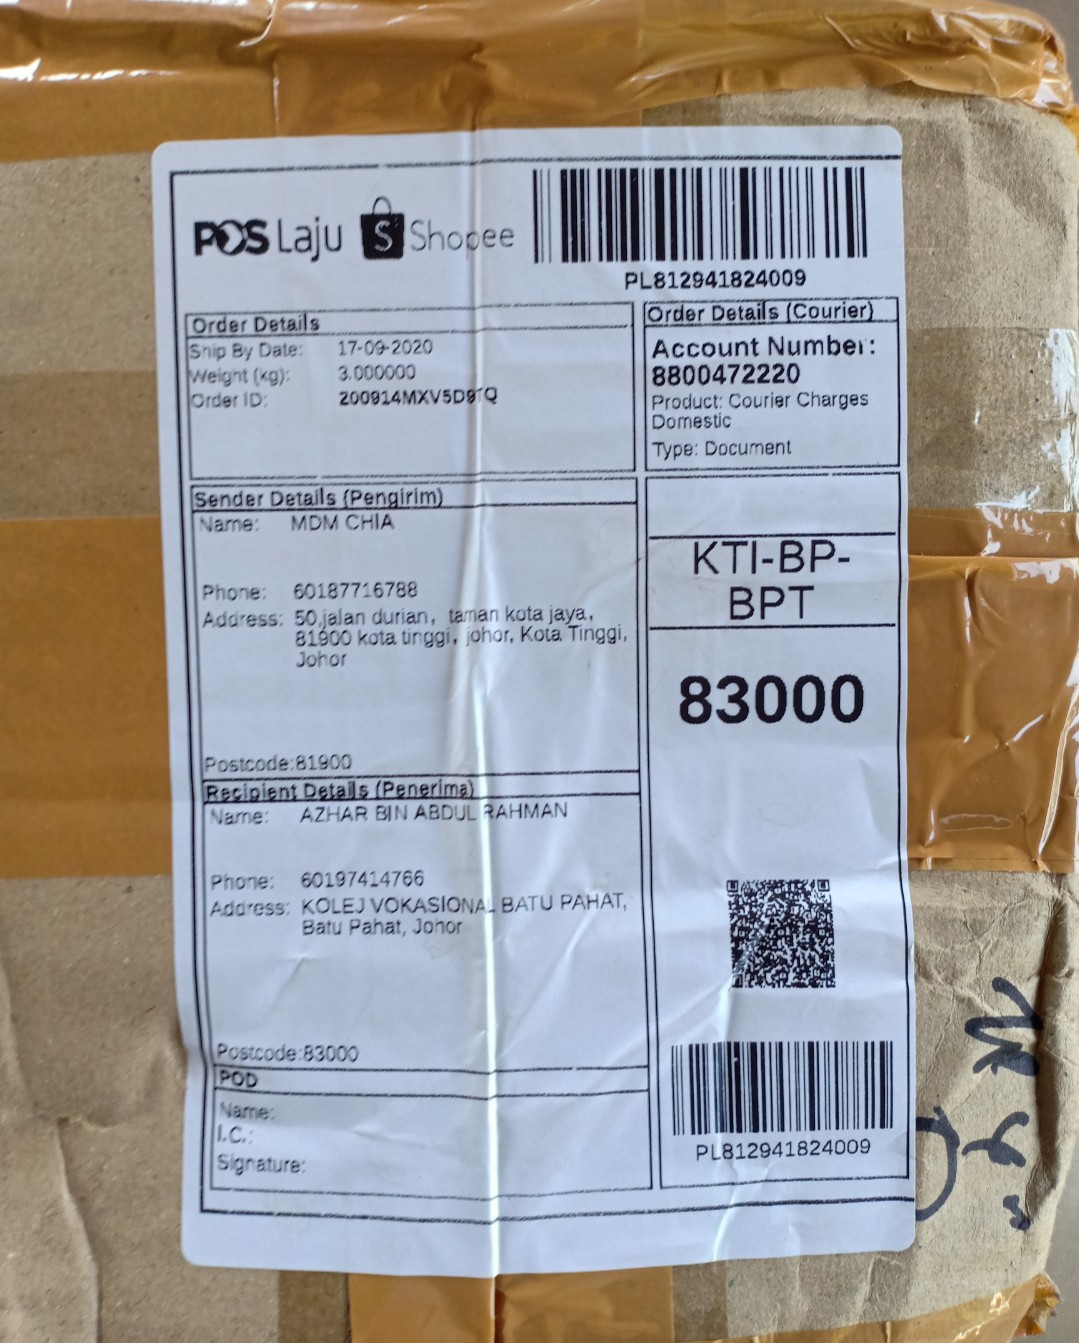 POS Laju S Shopee
PL812941824009
Order Details
Ship By Date: 17-09-2020
Weight (kg): 3.000000
Order ID: 200914MXV5D9TQ
Order Details (Courier)
Account Number:
8800472220
Product: Courier Charges
Domestic
Type: Document
Sender Details (Pengirim)
Name: MDM CHIA
Phone: 60187716788
Address: 50,jalan durian, taman kota jaya,
81900 kota tinggi, johor, Kota Tinggi,
Johor
Postcode:81900
KTI-BP-
BPT
83000
Recipient Details (Penerima)
Name: AZHAR BIN ABDUL RAHMAN
Phone: 60197414766
Address: KOLEJ VOKASIONAL BATU PAHAT,
Batu Pahat, Johor
Postcode:83000
POD
Name:
I.C.:
Signature:
PL812941824009